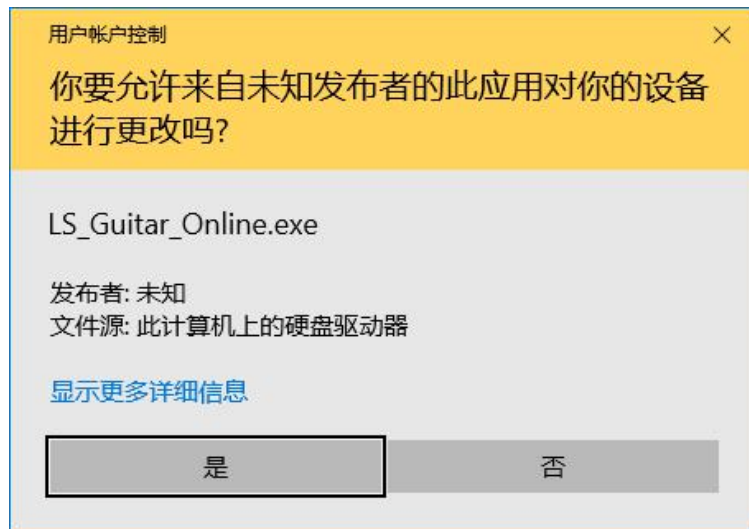 用户帐户控制
你要允许来自未知发布者的此应用对你的设备
进行更改吗?
LS_Guitar_Online.exe
发布者: 未知
文件源: 此计算机上的硬盘驱动器
显示更多详细信息
是
否